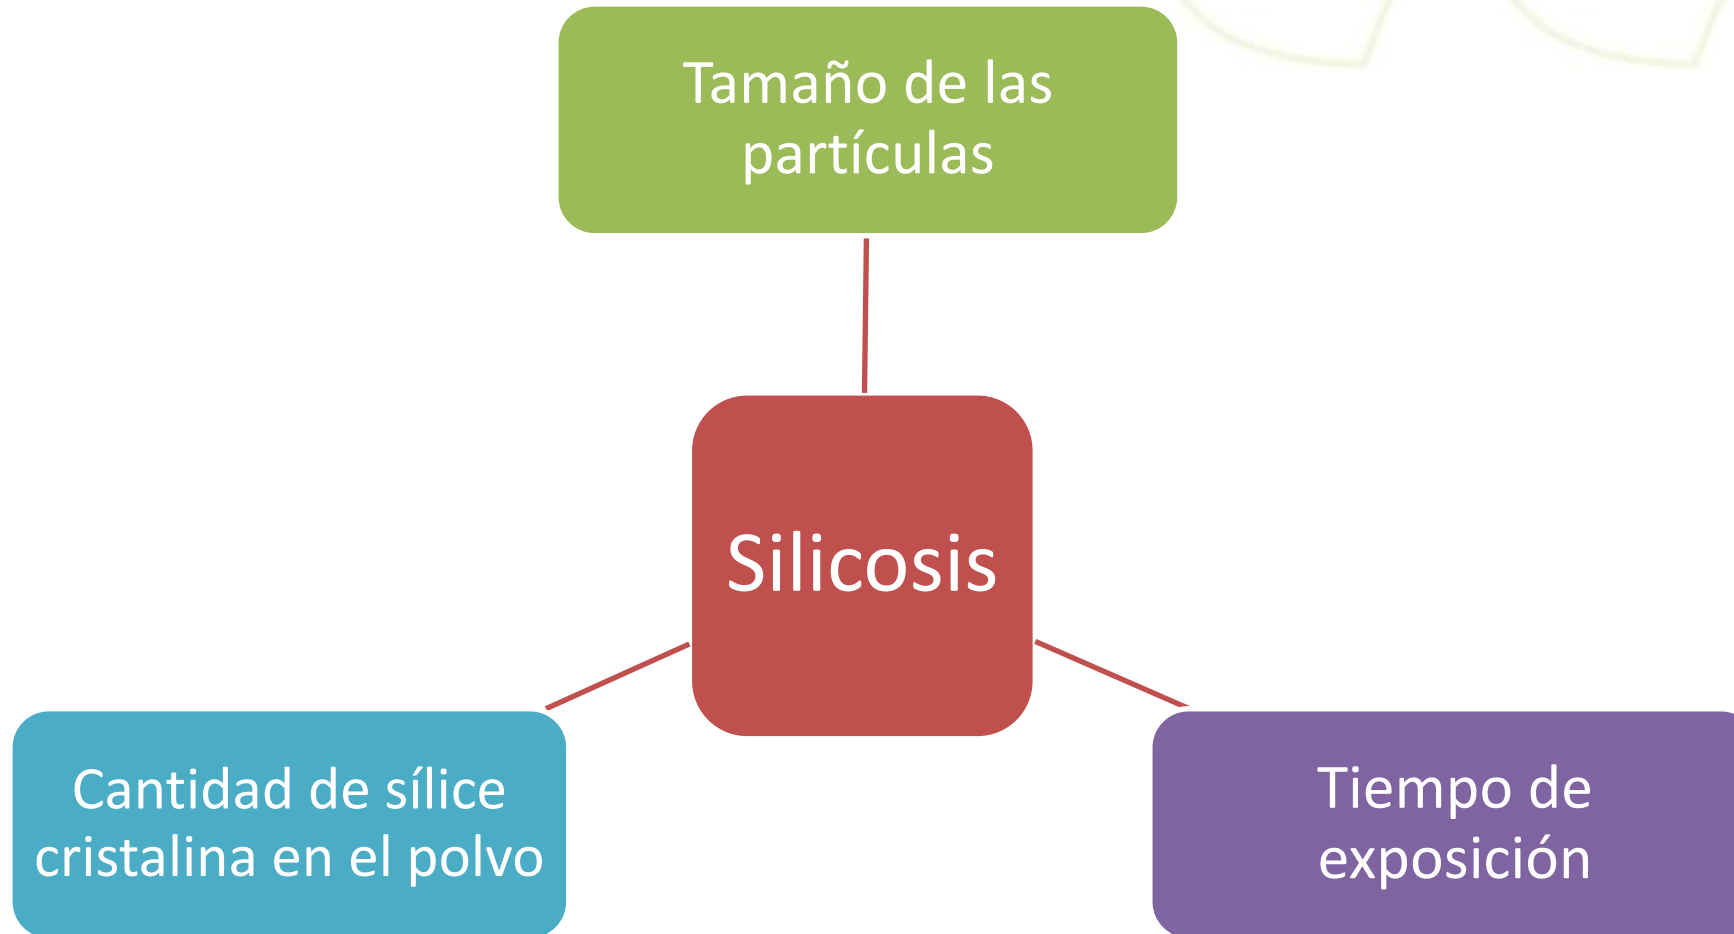 Tamaño de las
partículas
Silicosis
Cantidad de sílice
cristalina en el polvo
Tiempo de
exposición